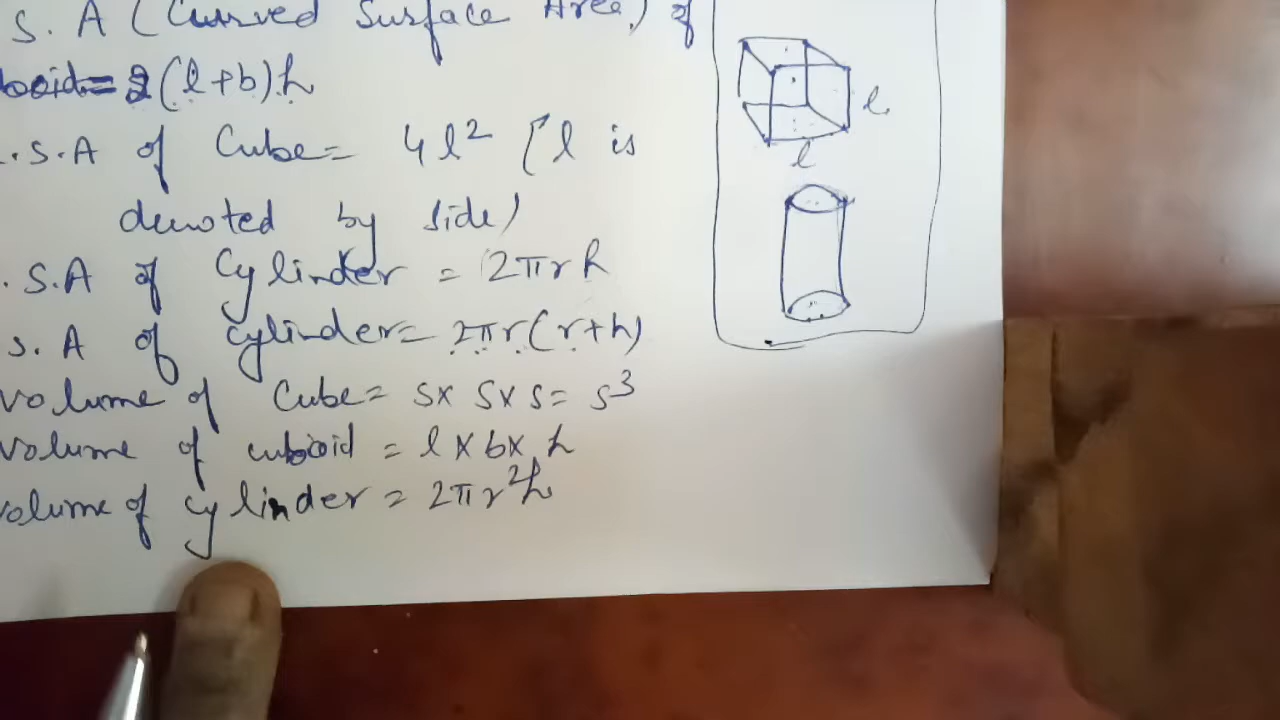 S. A (Curved Surface Area) of
boid= 2(l+b)h
.S.A of Cube= 4l² (l is
denoted by side)
.S.A of Cylinder = 2πrh
S. A of cylinder= 2πr(r+h)
volume of Cube= s× s×s= s³
volume of cuboid = l×b×h
volume of cylinder = 2πr²h
l
l